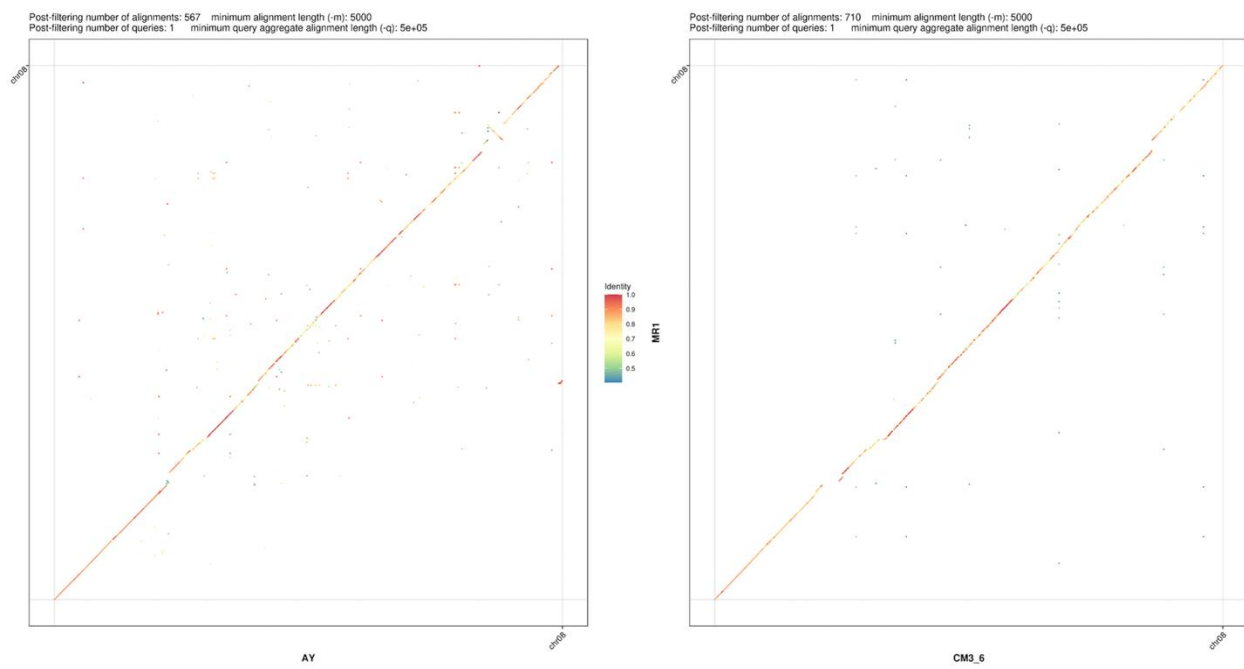 Post-filtering number of alignments: 567    minimum alignment length (-m): 5000
Post-filtering number of queries: 1    minimum query aggregate alignment length (-q): 5e+05
chr08
chr08
AY
Identity
1.0
0.9
0.8
0.7
0.6
0.5
MR1
Post-filtering number of alignments: 710    minimum alignment length (-m): 5000
Post-filtering number of queries: 1    minimum query aggregate alignment length (-q): 5e+05
chr08
chr08
CM3_6